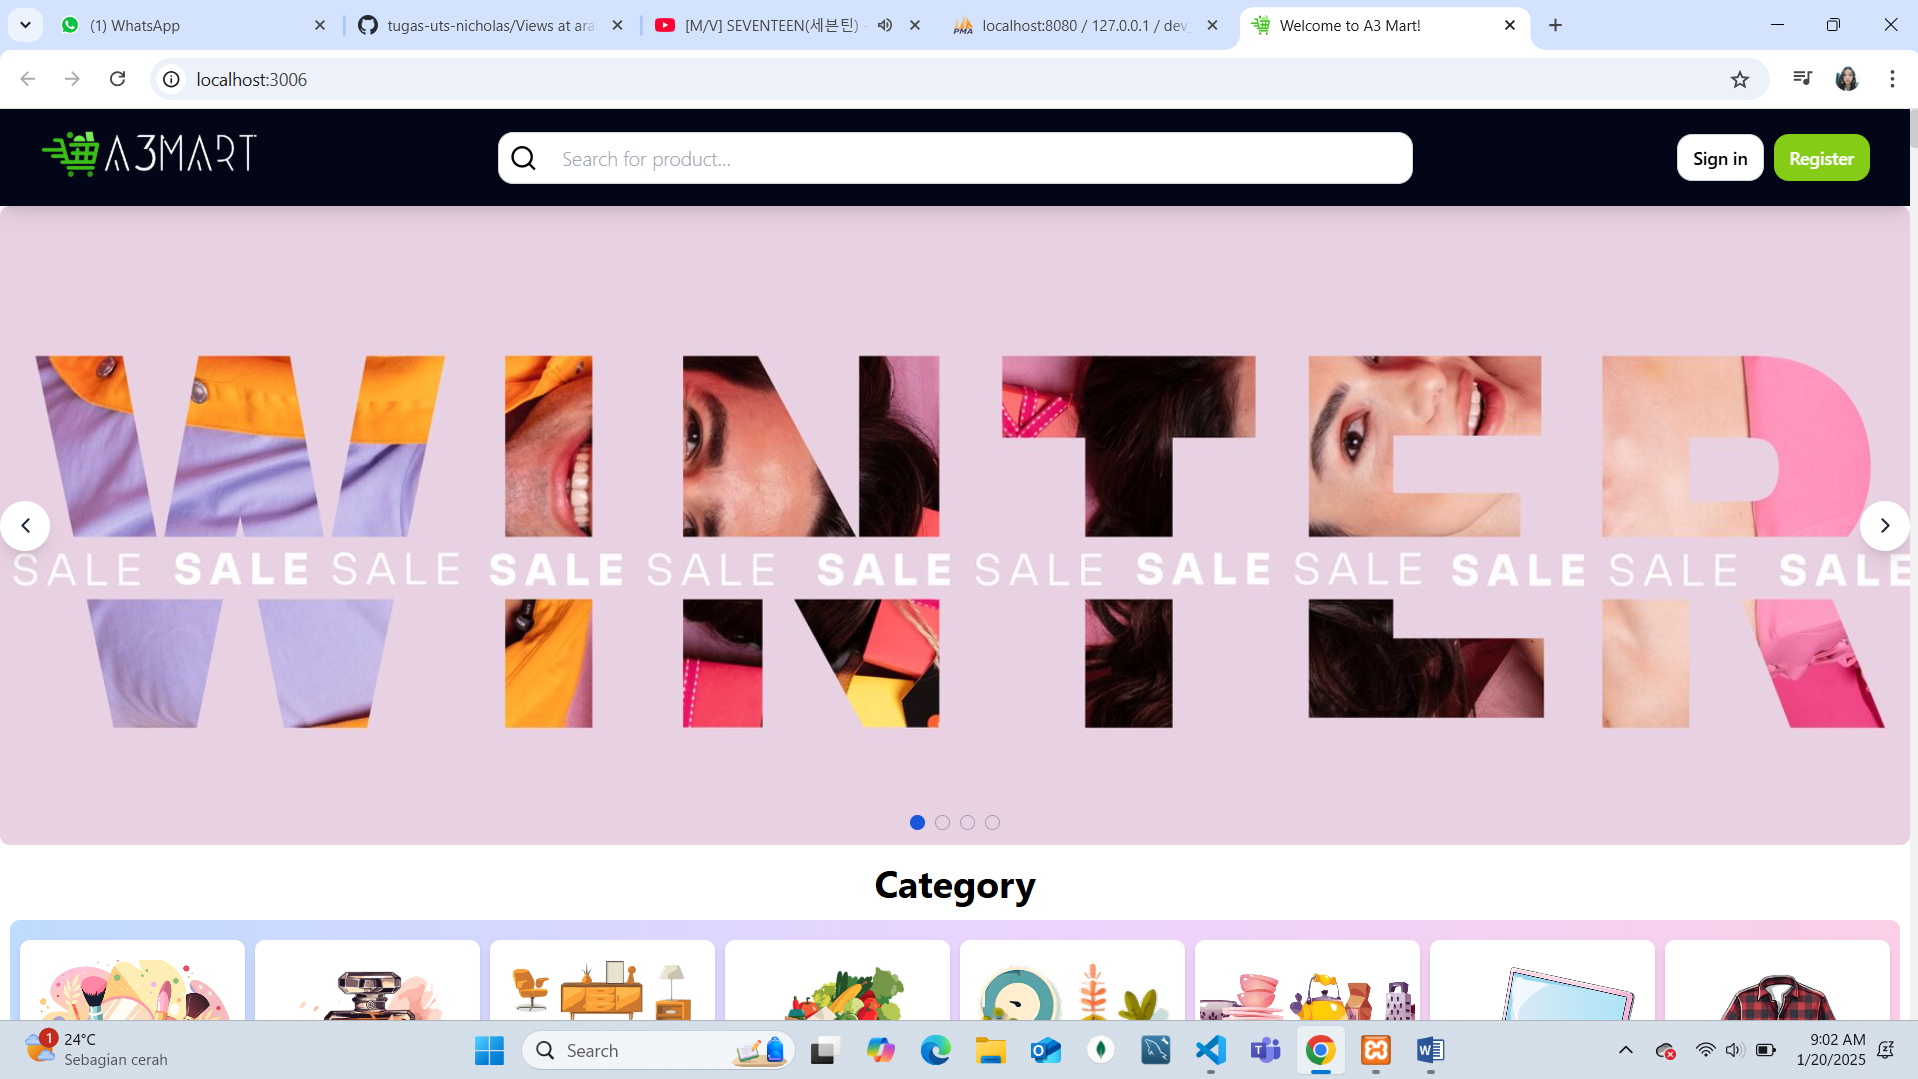 (1) WhatsApp
tugas-uts-nicholas/Views at ara
[M/V] SEVENTEEN(세븐틴) -
localhost:8080 / 127.0.0.1 / dev_
Welcome to A3 Mart!
localhost:3006
A3MART
Search for product...
Sign in
Register
WINTER
SALE SALE SALE SALE SALE SALE SALE SALE SALE SALE SALE SALE
Category
1
24°C
Sebagian cerah
Search
9:02 AM
1/20/2025